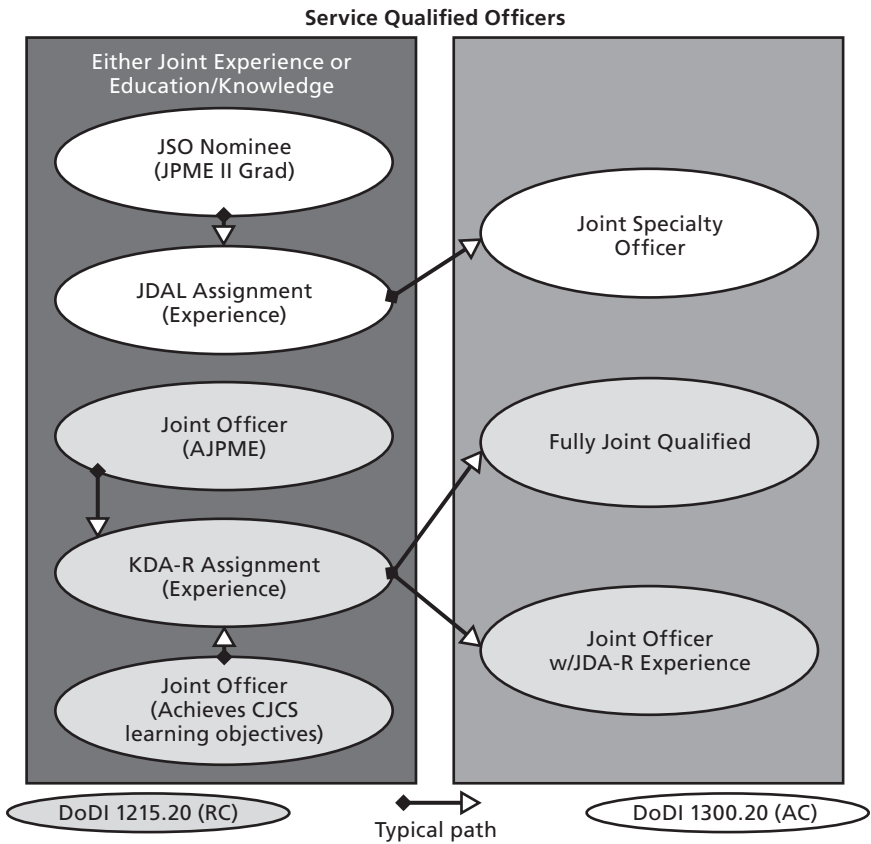 Service Qualified Officers
Either Joint Experience or
Education/Knowledge
JSO Nominee
(JPME II Grad)
JDAL Assignment
(Experience)
Joint Officer
(AJPME)
KDA-R Assignment
(Experience)
Joint Officer
(Achieves CJCS
learning objectives)
Joint Specialty
Officer
Fully Joint Qualified
Joint Officer
w/JDA-R Experience
DoDI 1215.20 (RC)
Typical path
DoDI 1300.20 (AC)